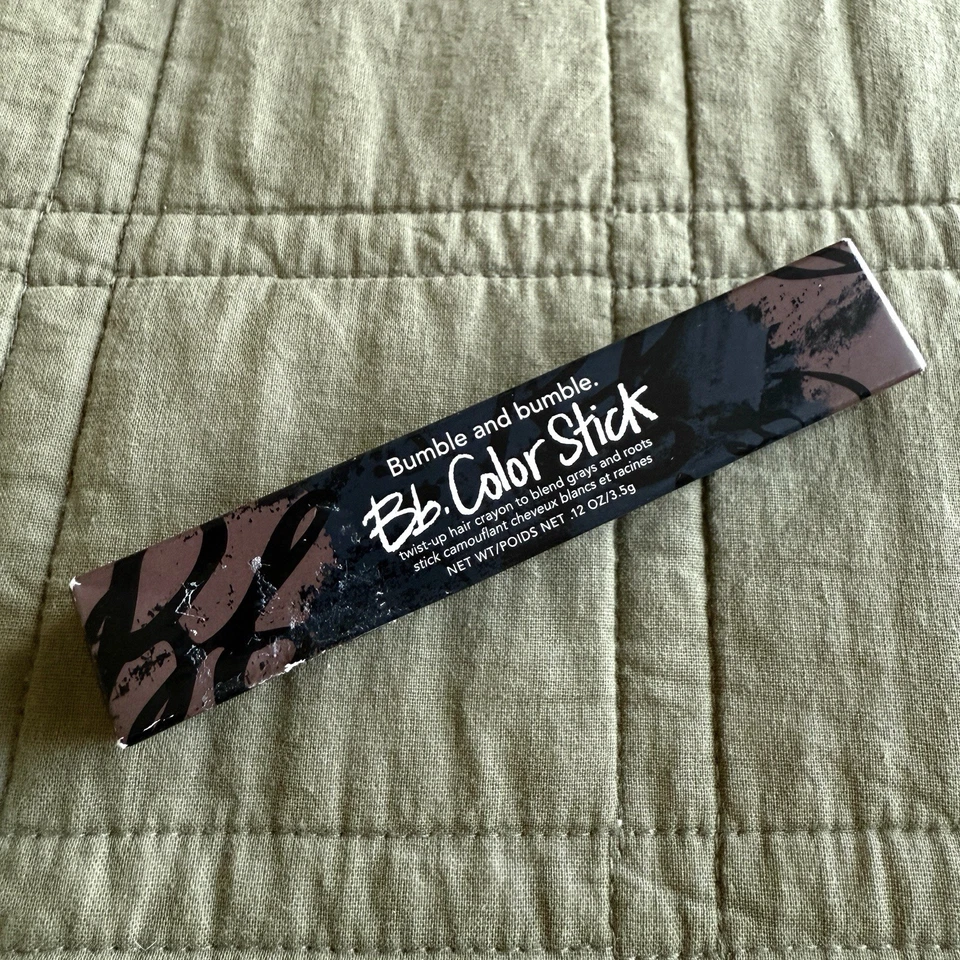 Bumble and bumble.
Bb. Color Stick
twist-up hair crayon to blend grays and roots
stick camouflant cheveux blancs et racines
NET WT/POIDS NET .12 OZ/3.5g